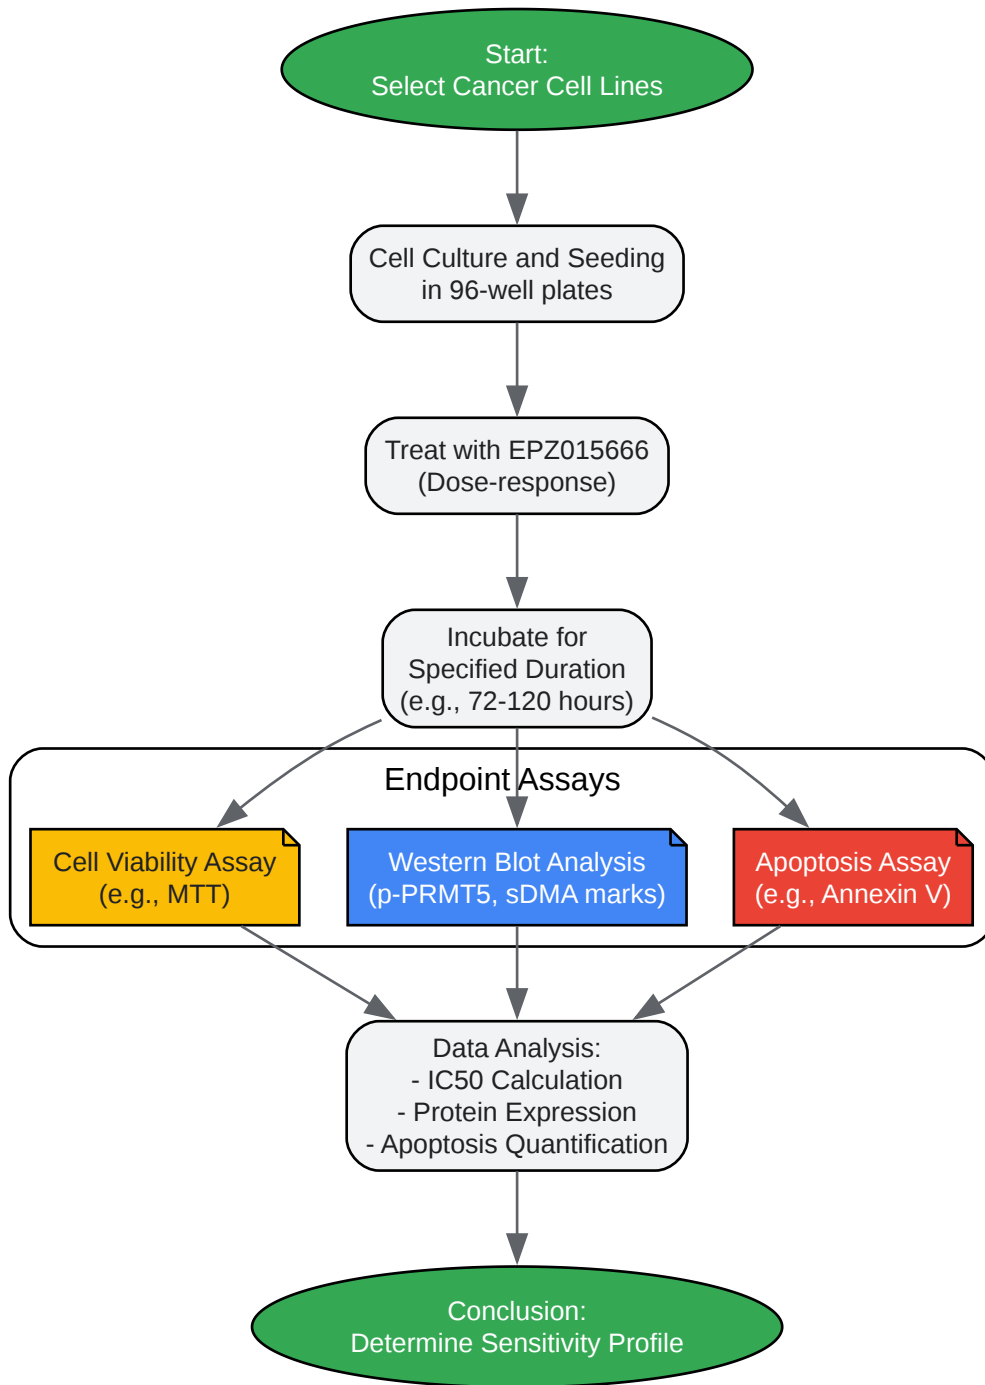 Start:
Select Cancer Cell Lines
Cell Culture and Seeding
in 96-well plates
Treat with EPZ015666
(Dose-response)
Incubate for
Specified Duration
(e.g., 72-120 hours)
Endpoint Assays
Cell Viability Assay
(e.g., MTT)
Western Blot Analysis
(p-PRMT5, sDMA marks)
Apoptosis Assay
(e.g., Annexin V)
Data Analysis:
- IC50 Calculation
- Protein Expression
- Apoptosis Quantification
Conclusion:
Determine Sensitivity Profile